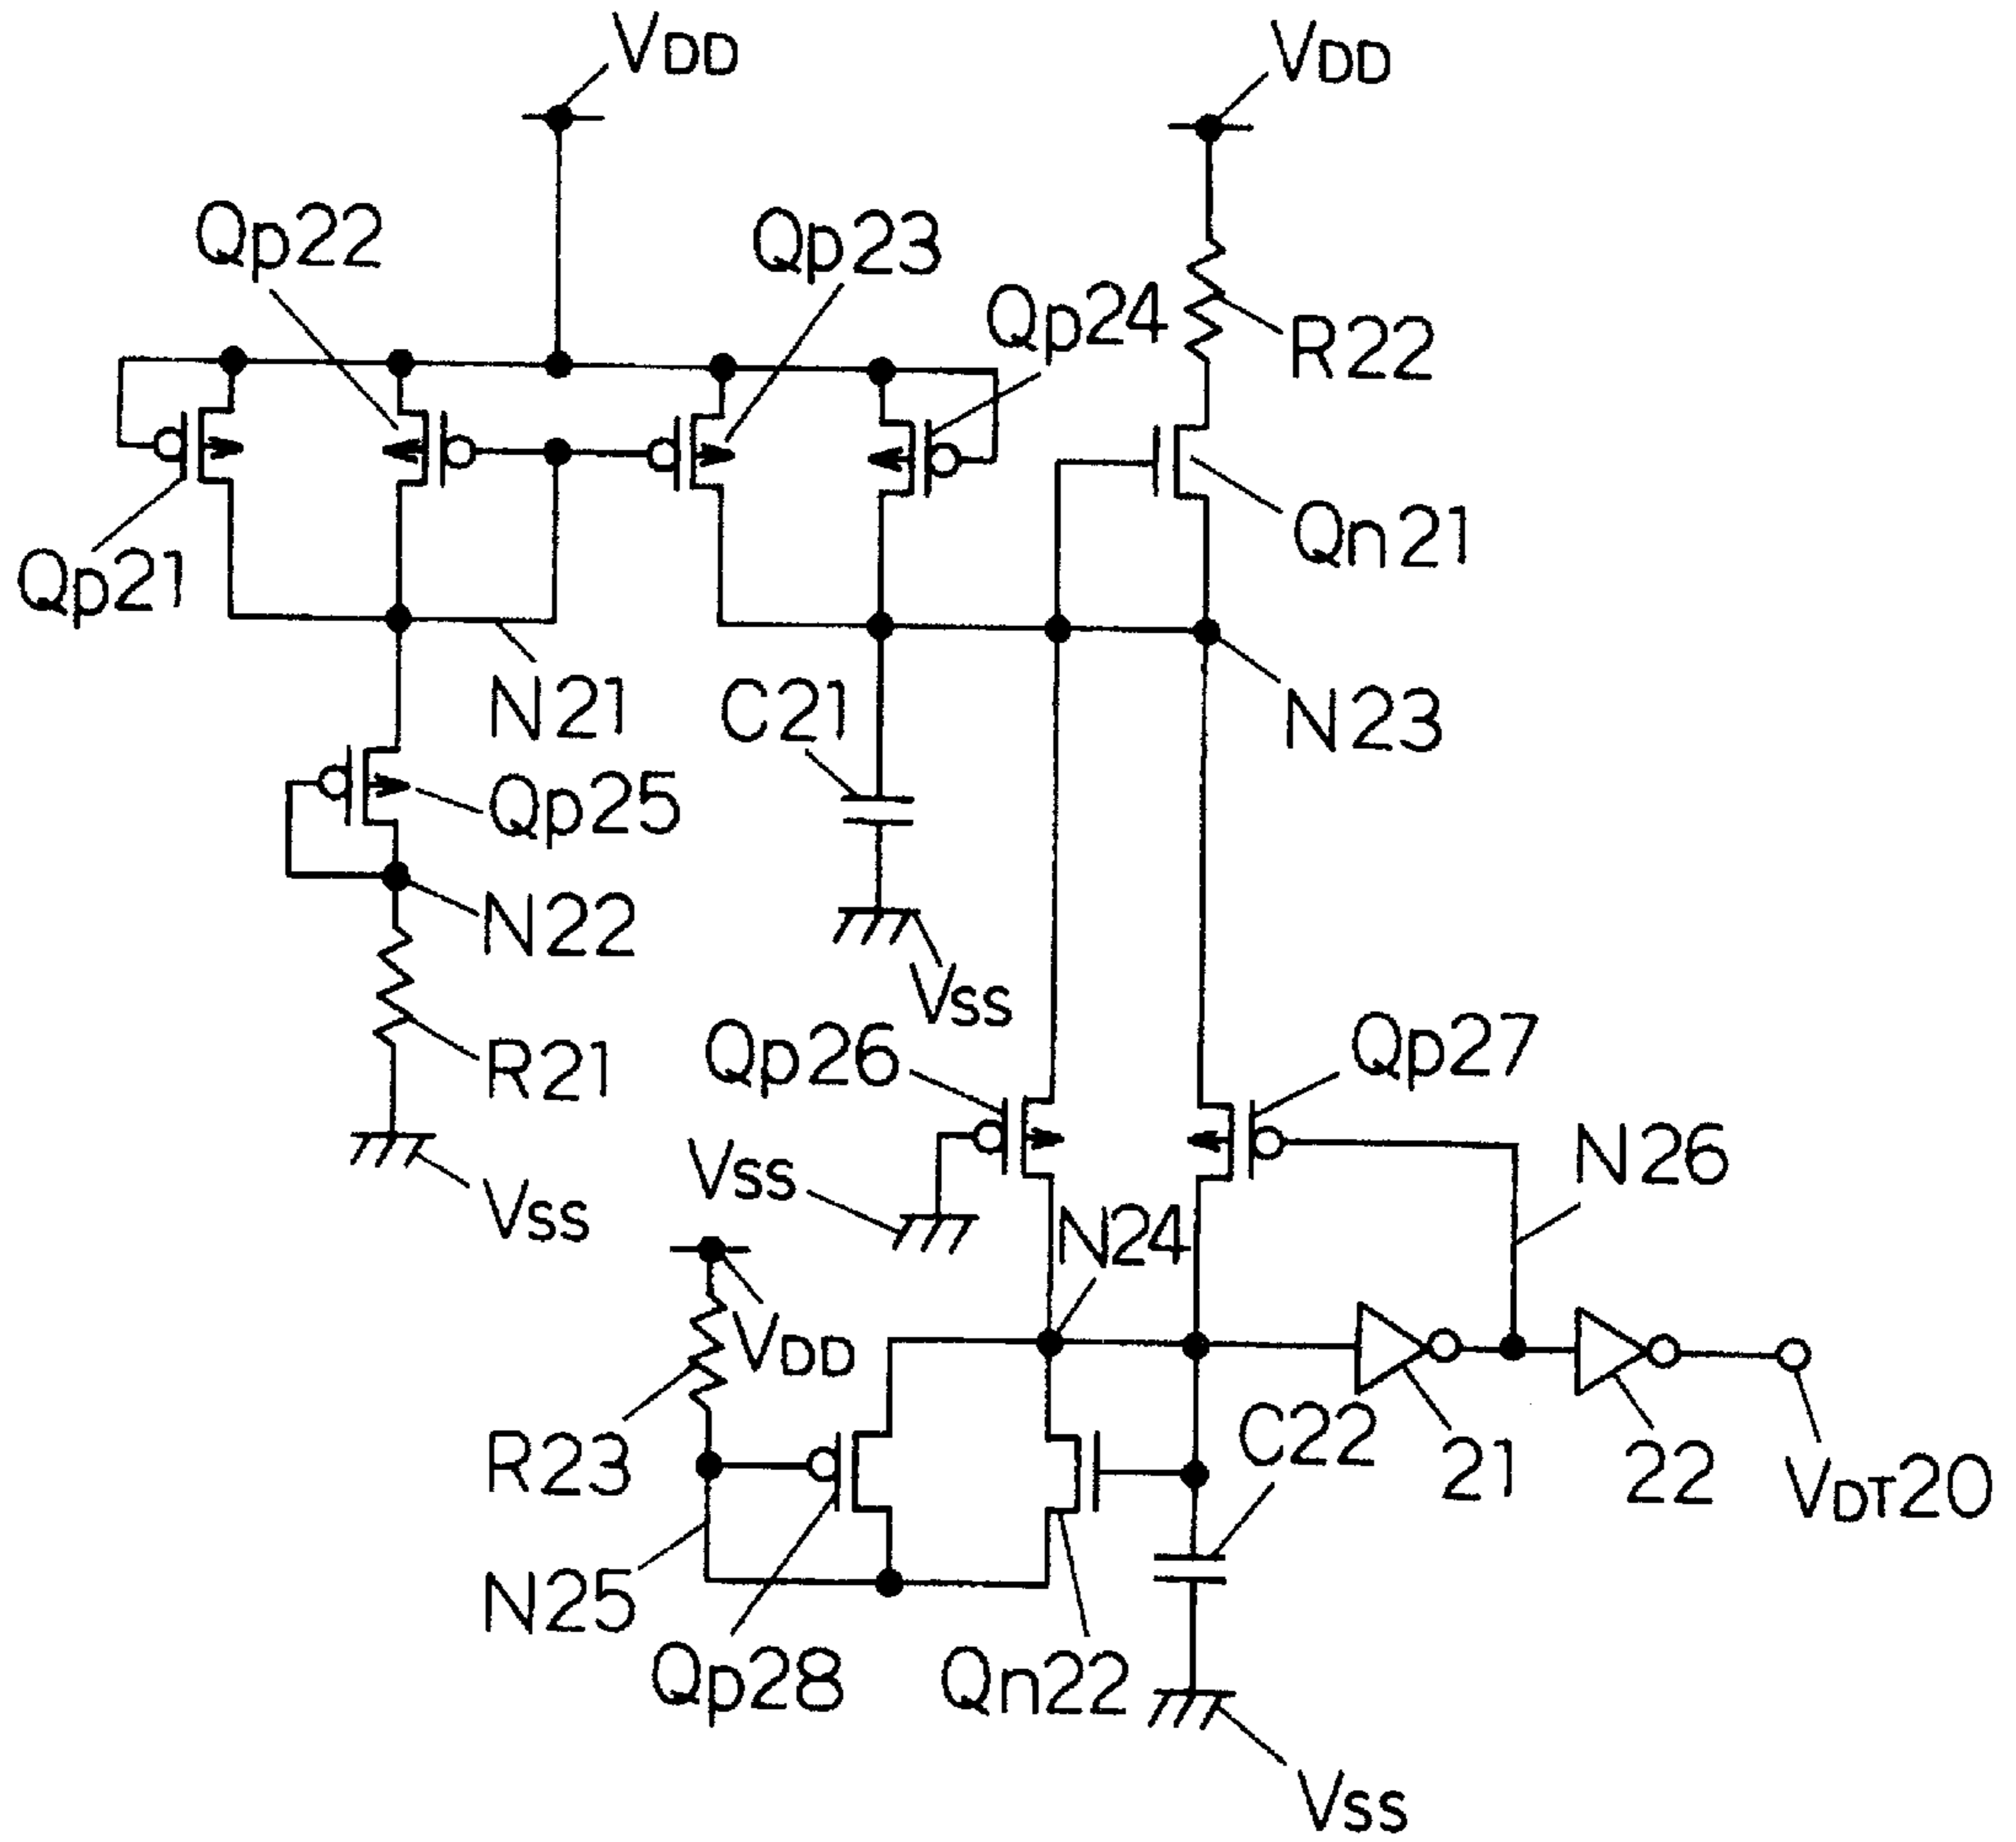 VDD
VDD
Qp22
Qp23
Qp24
R22
Qn21
Qp21
N21
C21
N23
Qp25
N22
VSS
R21
Qp26
Qp27
VSS
VSS
N24
N26
VDD
R23
C22
21
22
VDT20
N25
Qp28
Qn22
VSS